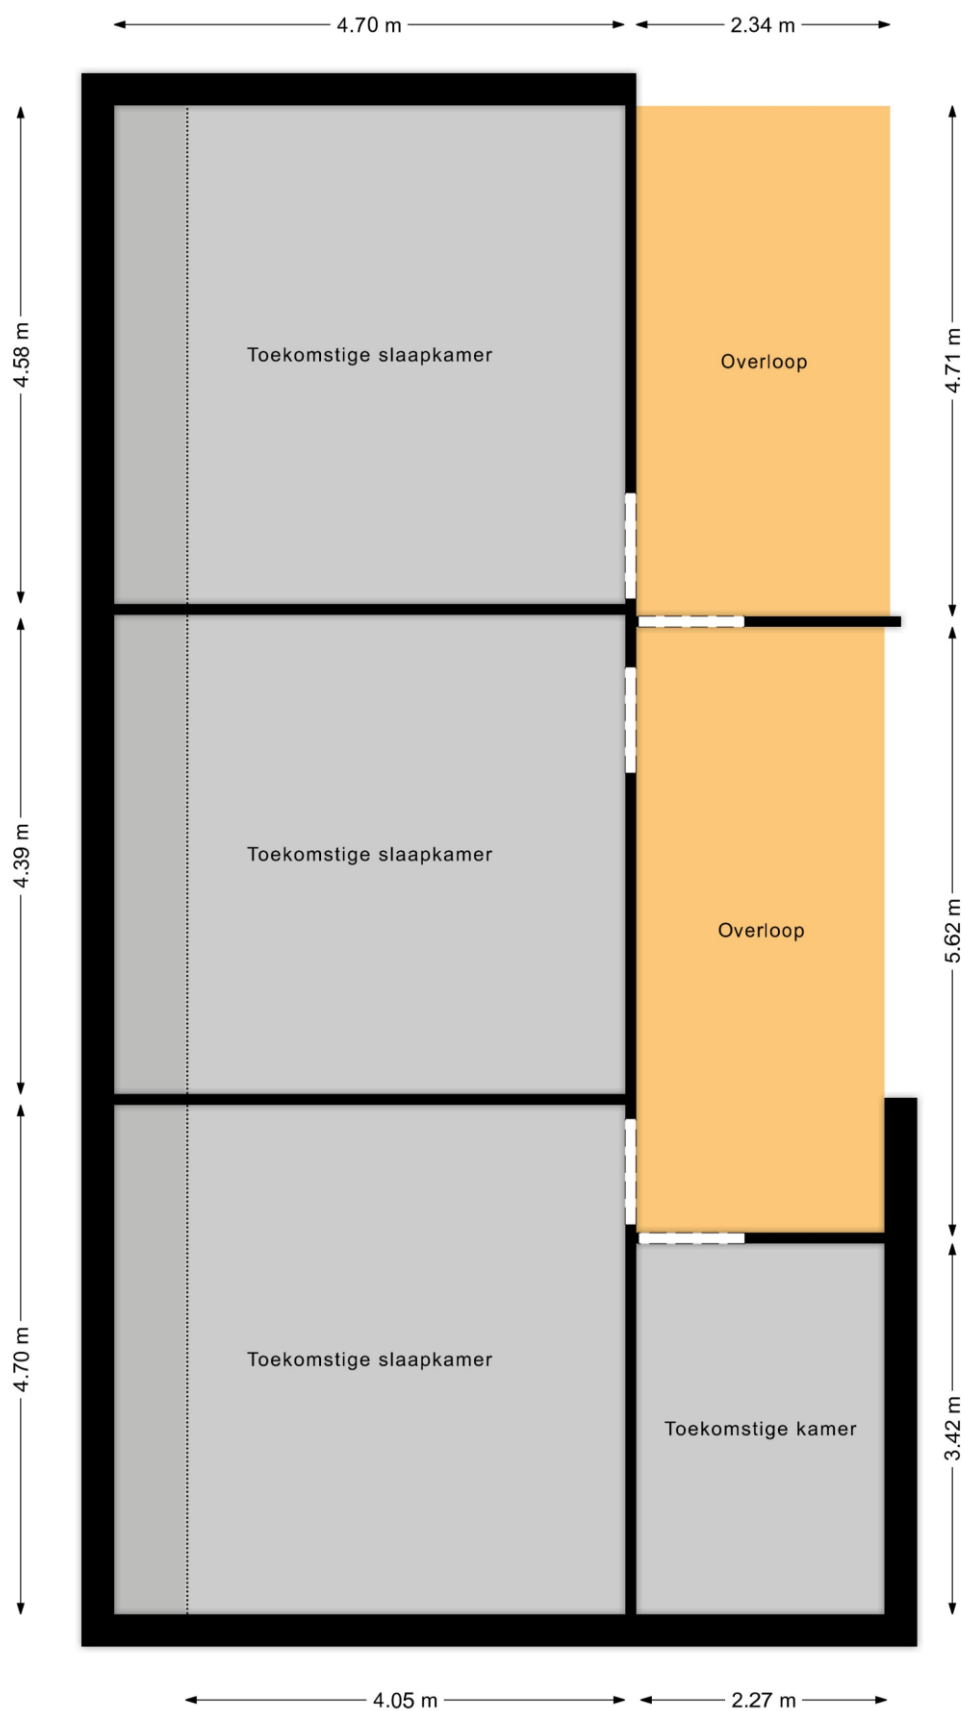 4.70 m
2.34 m
4.58 m
Toekomstige slaapkamer
Overloop
4.71 m
4.39 m
Toekomstige slaapkamer
Overloop
5.62 m
4.70 m
Toekomstige slaapkamer
Toekomstige kamer
3.42 m
4.05 m
2.27 m